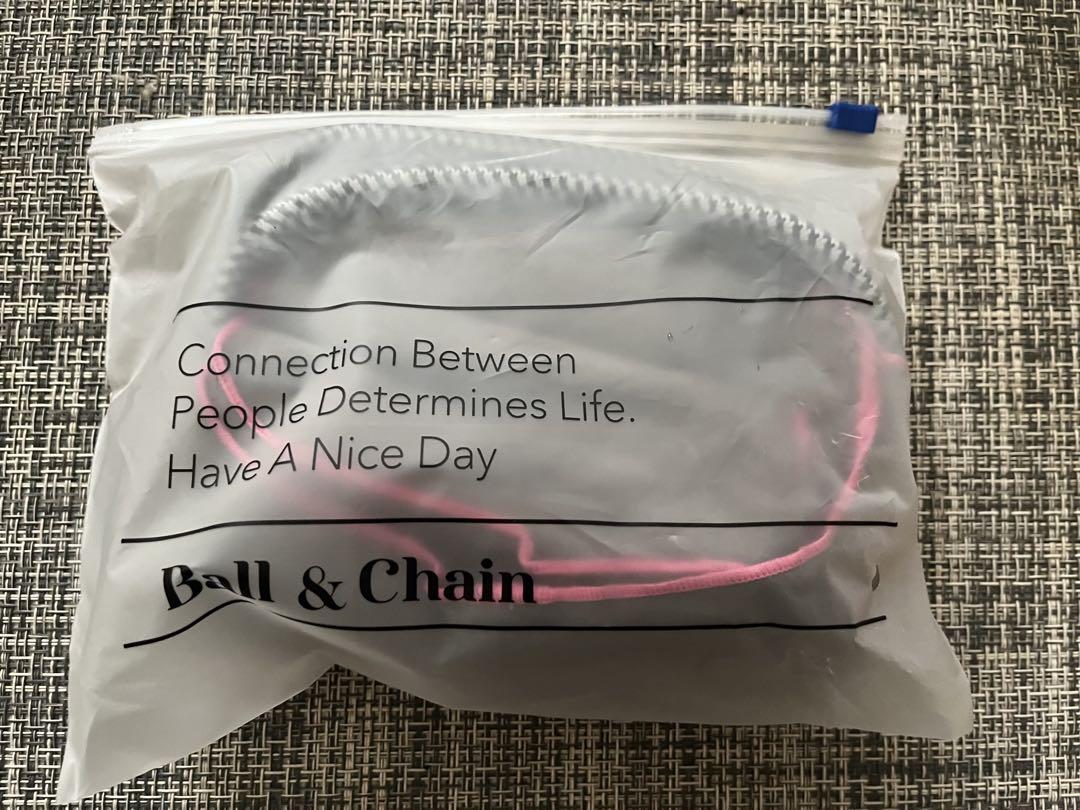 Connection Between
People Determines Life.
Have A Nice Day
Ball & Chain